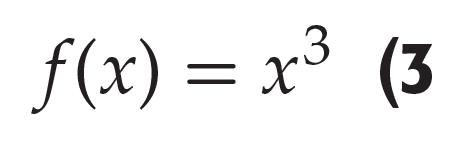 f(x) = x³ (3